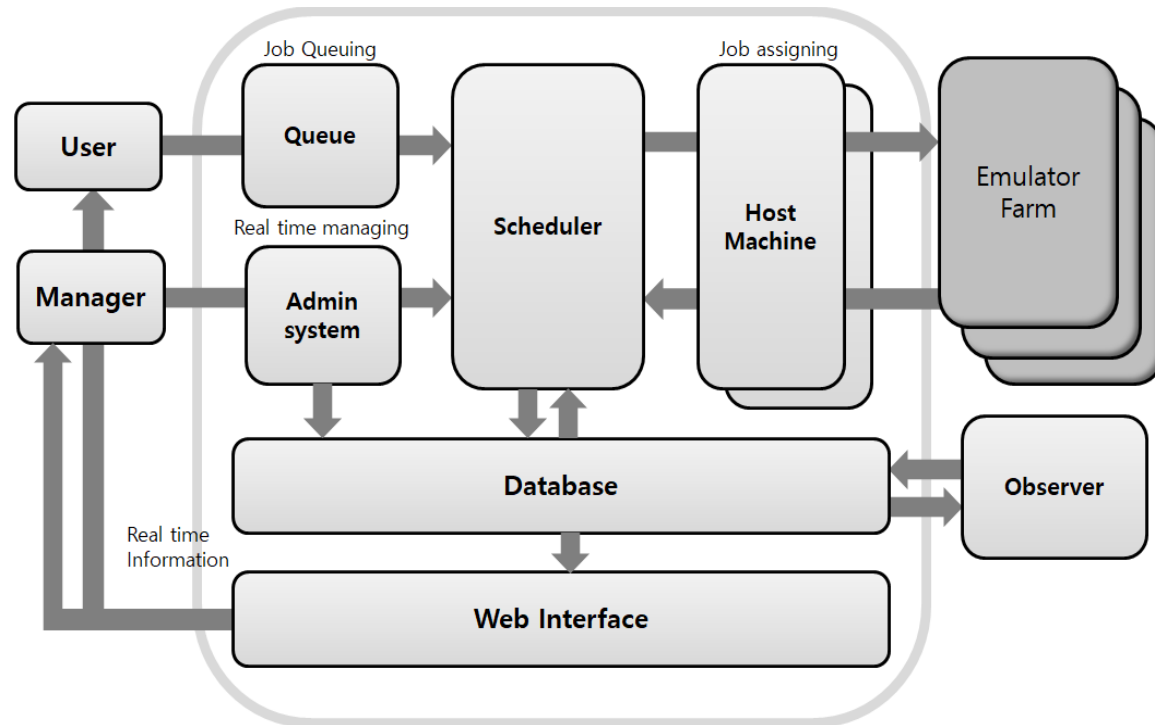 Job Queuing
Job assigning
User
Queue
Scheduler
Host
Machine
Emulator
Farm
Real time managing
Manager
Admin
system
Database
Observer
Real time
Information
Web Interface